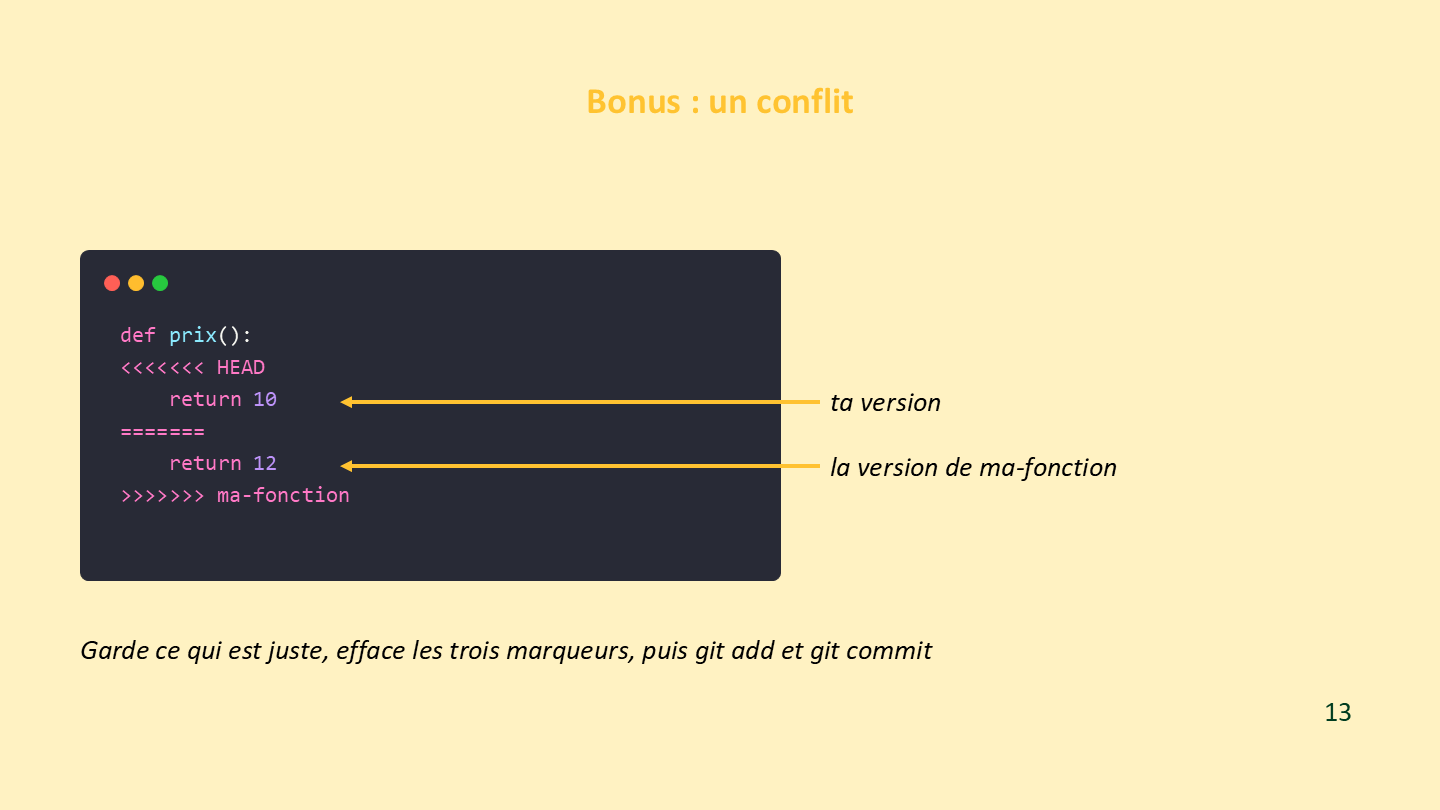 Bonus : un conflit
def prix():
<<<<<<< HEAD
    return 10
=======
    return 12
>>>>>>> ma-fonction
ta version
la version de ma-fonction
Garde ce qui est juste, efface les trois marqueurs, puis git add et git commit
13